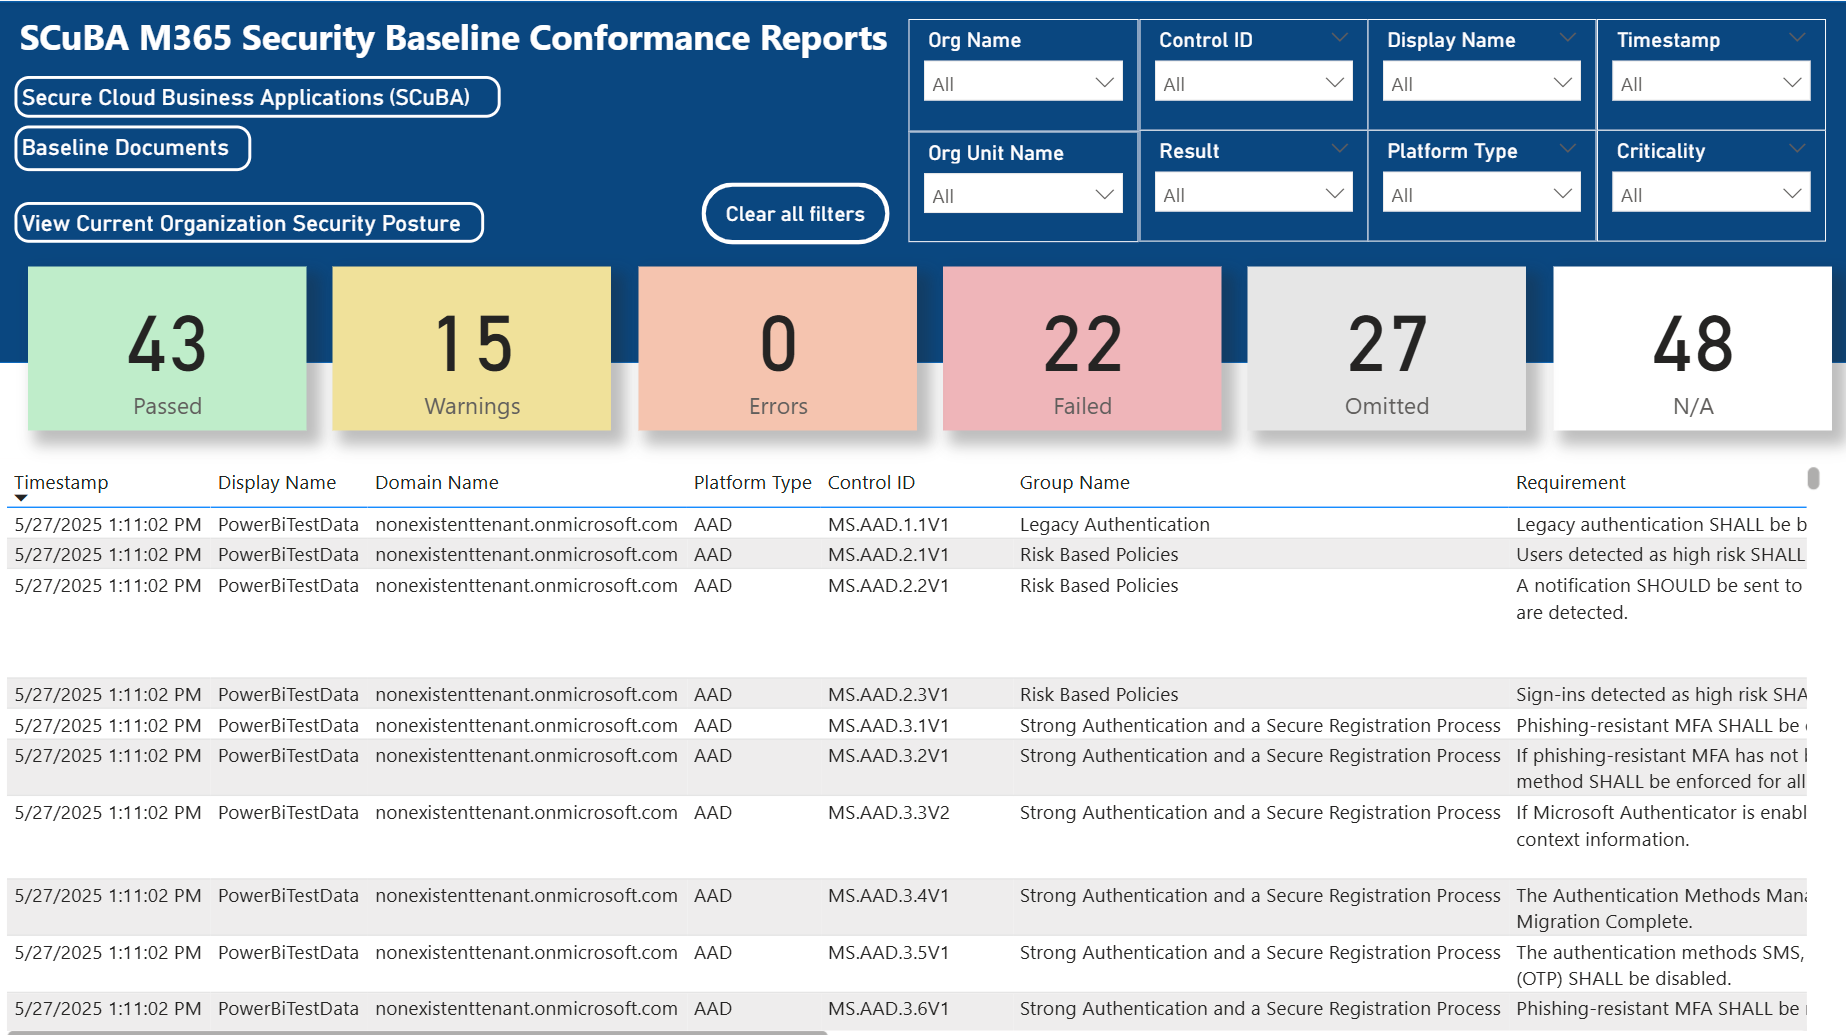 SCuBA M365 Security Baseline Conformance Reports
Secure Cloud Business Applications (SCuBA)
Baseline Documents
View Current Organization Security Posture
Clear all filters
Org Name
All
Control ID
All
Display Name
All
Timestamp
All
Org Unit Name
All
Result
All
Platform Type
All
Criticality
All
43
Passed
15
Warnings
0
Errors
22
Failed
27
Omitted
48
N/A
Timestamp Display Name Domain Name Platform Type Control ID Group Name Requirement
5/27/2025 1:11:02 PM PowerBiTestData nonexistenttenant.onmicrosoft.com AAD MS.AAD.1.1V1 Legacy Authentication Legacy authentication SHALL be b
5/27/2025 1:11:02 PM PowerBiTestData nonexistenttenant.onmicrosoft.com AAD MS.AAD.2.1V1 Risk Based Policies Users detected as high risk SHALL
5/27/2025 1:11:02 PM PowerBiTestData nonexistenttenant.onmicrosoft.com AAD MS.AAD.2.2V1 Risk Based Policies A notification SHOULD be sent to
are detected.
5/27/2025 1:11:02 PM PowerBiTestData nonexistenttenant.onmicrosoft.com AAD MS.AAD.2.3V1 Risk Based Policies Sign-ins detected as high risk SHA
5/27/2025 1:11:02 PM PowerBiTestData nonexistenttenant.onmicrosoft.com AAD MS.AAD.3.1V1 Strong Authentication and a Secure Registration Process Phishing-resistant MFA SHALL be
5/27/2025 1:11:02 PM PowerBiTestData nonexistenttenant.onmicrosoft.com AAD MS.AAD.3.2V1 Strong Authentication and a Secure Registration Process If phishing-resistant MFA has not
method SHALL be enforced for all
5/27/2025 1:11:02 PM PowerBiTestData nonexistenttenant.onmicrosoft.com AAD MS.AAD.3.3V2 Strong Authentication and a Secure Registration Process If Microsoft Authenticator is enabl
context information.
5/27/2025 1:11:02 PM PowerBiTestData nonexistenttenant.onmicrosoft.com AAD MS.AAD.3.4V1 Strong Authentication and a Secure Registration Process The Authentication Methods Mana
Migration Complete.
5/27/2025 1:11:02 PM PowerBiTestData nonexistenttenant.onmicrosoft.com AAD MS.AAD.3.5V1 Strong Authentication and a Secure Registration Process The authentication methods SMS,
(OTP) SHALL be disabled.
5/27/2025 1:11:02 PM PowerBiTestData nonexistenttenant.onmicrosoft.com AAD MS.AAD.3.6V1 Strong Authentication and a Secure Registration Process Phishing-resistant MFA SHALL be